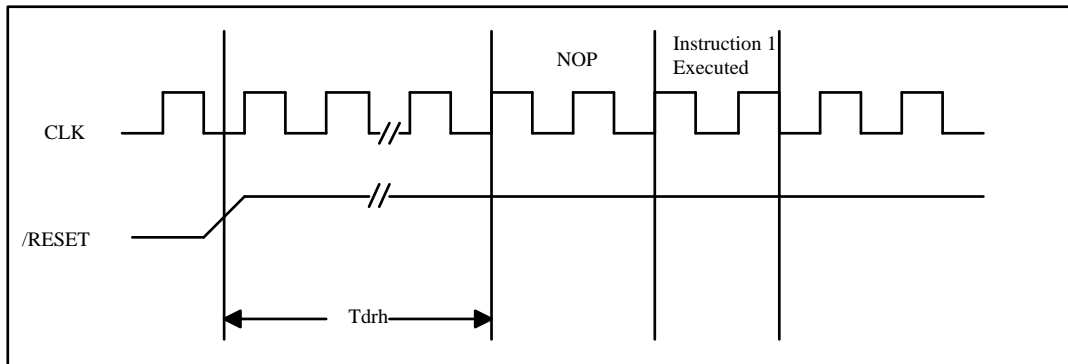 NOP
Instruction 1
Executed
CLK
/RESET
Tdrh